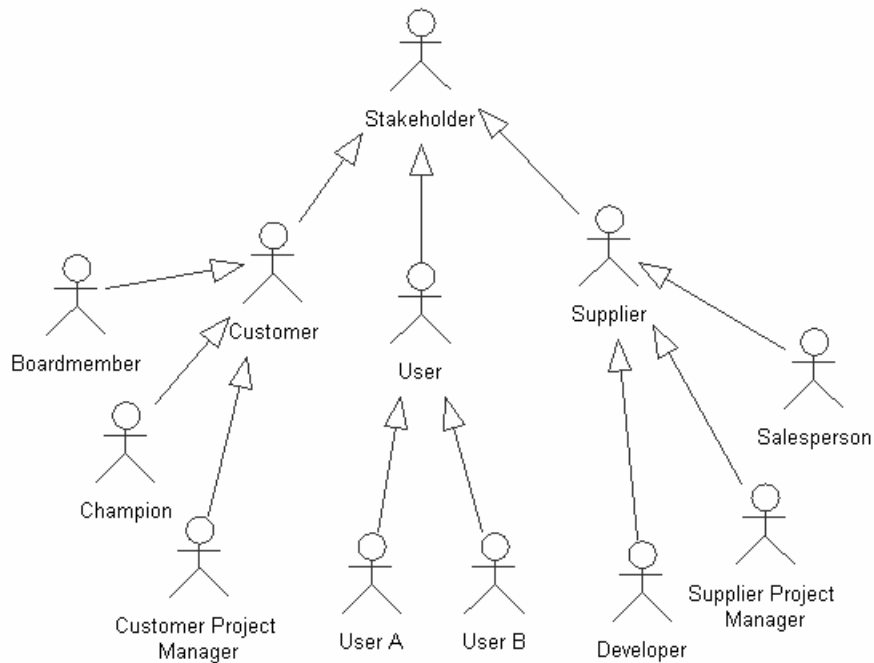 Stakeholder
Customer
Supplier
Boardmember
User
Salesperson
Champion
Customer Project
Manager
User A
User B
Developer
Supplier Project
Manager